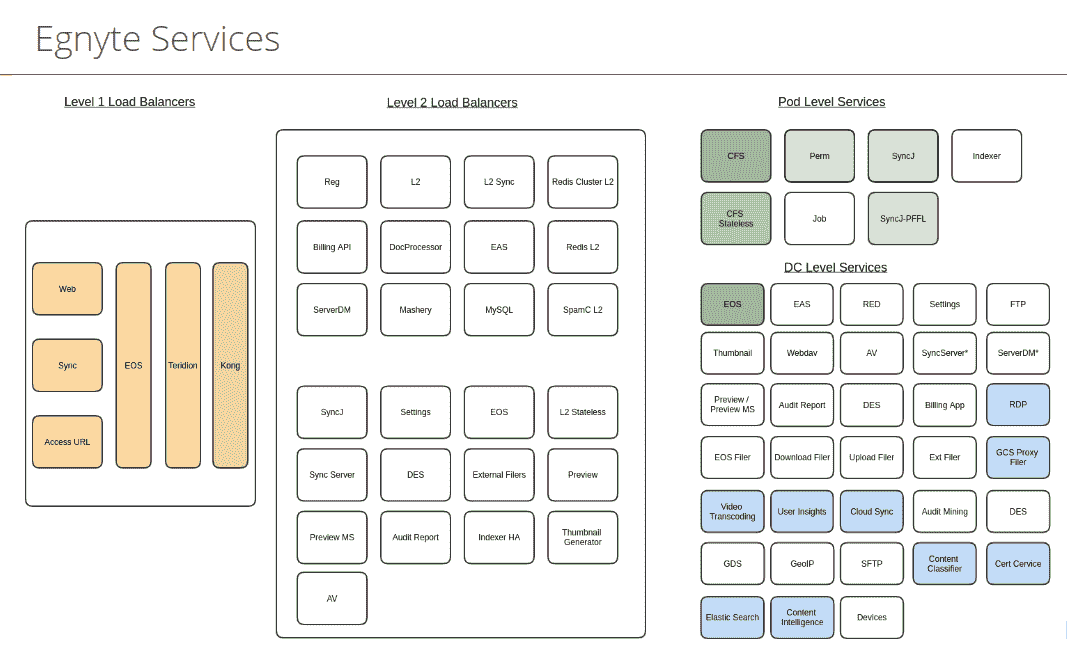 Egnyte Services
Level 1 Load Balancers
Web
Sync
Access URL
EOS
Teridion
Kong
Level 2 Load Balancers
Reg
L2
L2 Sync
Redis Cluster L2
Billing API
DocProcessor
EAS
Redis L2
ServerDM
Mashery
MySQL
SpamC L2
SyncJ
Settings
EOS
L2 Stateless
Sync Server
DES
External Filers
Preview
Preview MS
Audit Report
Indexer HA
Thumbnail
Generator
AV
Pod Level Services
CFS
Perm
SyncJ
Indexer
CFS
Stateless
Job
SyncJ-PFFL
DC Level Services
EOS
EAS
RED
Settings
FTP
Thumbnail
Webdav
AV
SyncServer*
ServerDM*
Preview /
Preview MS
Audit Report
DES
Billing App
RDP
EOS Filer
Download Filer
Upload Filer
Ext Filer
GCS Proxy
Filer
Video
Transcoding
User Insights
Cloud Sync
Audit Mining
DES
GDS
GeoIP
SFTP
Content
Classifier
Cert Cervice
Elastic Search
Content
Intelligence
Devices